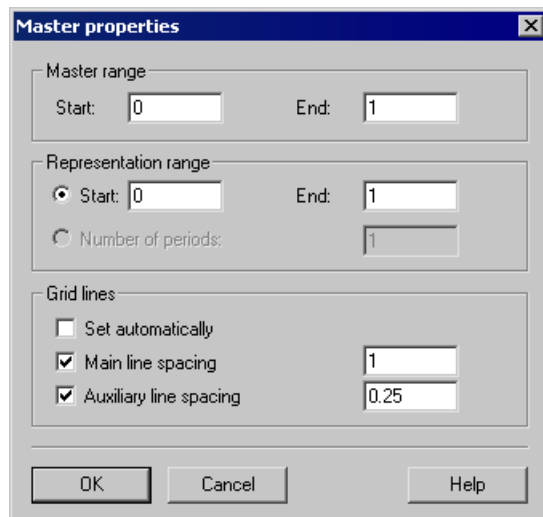 Master properties
Master range
Start: 0 End: 1
Representation range
Start: 0 End: 1
Number of periods: 1
Grid lines
Set automatically
Main line spacing 1
Auxiliary line spacing 0.25
OK Cancel Help